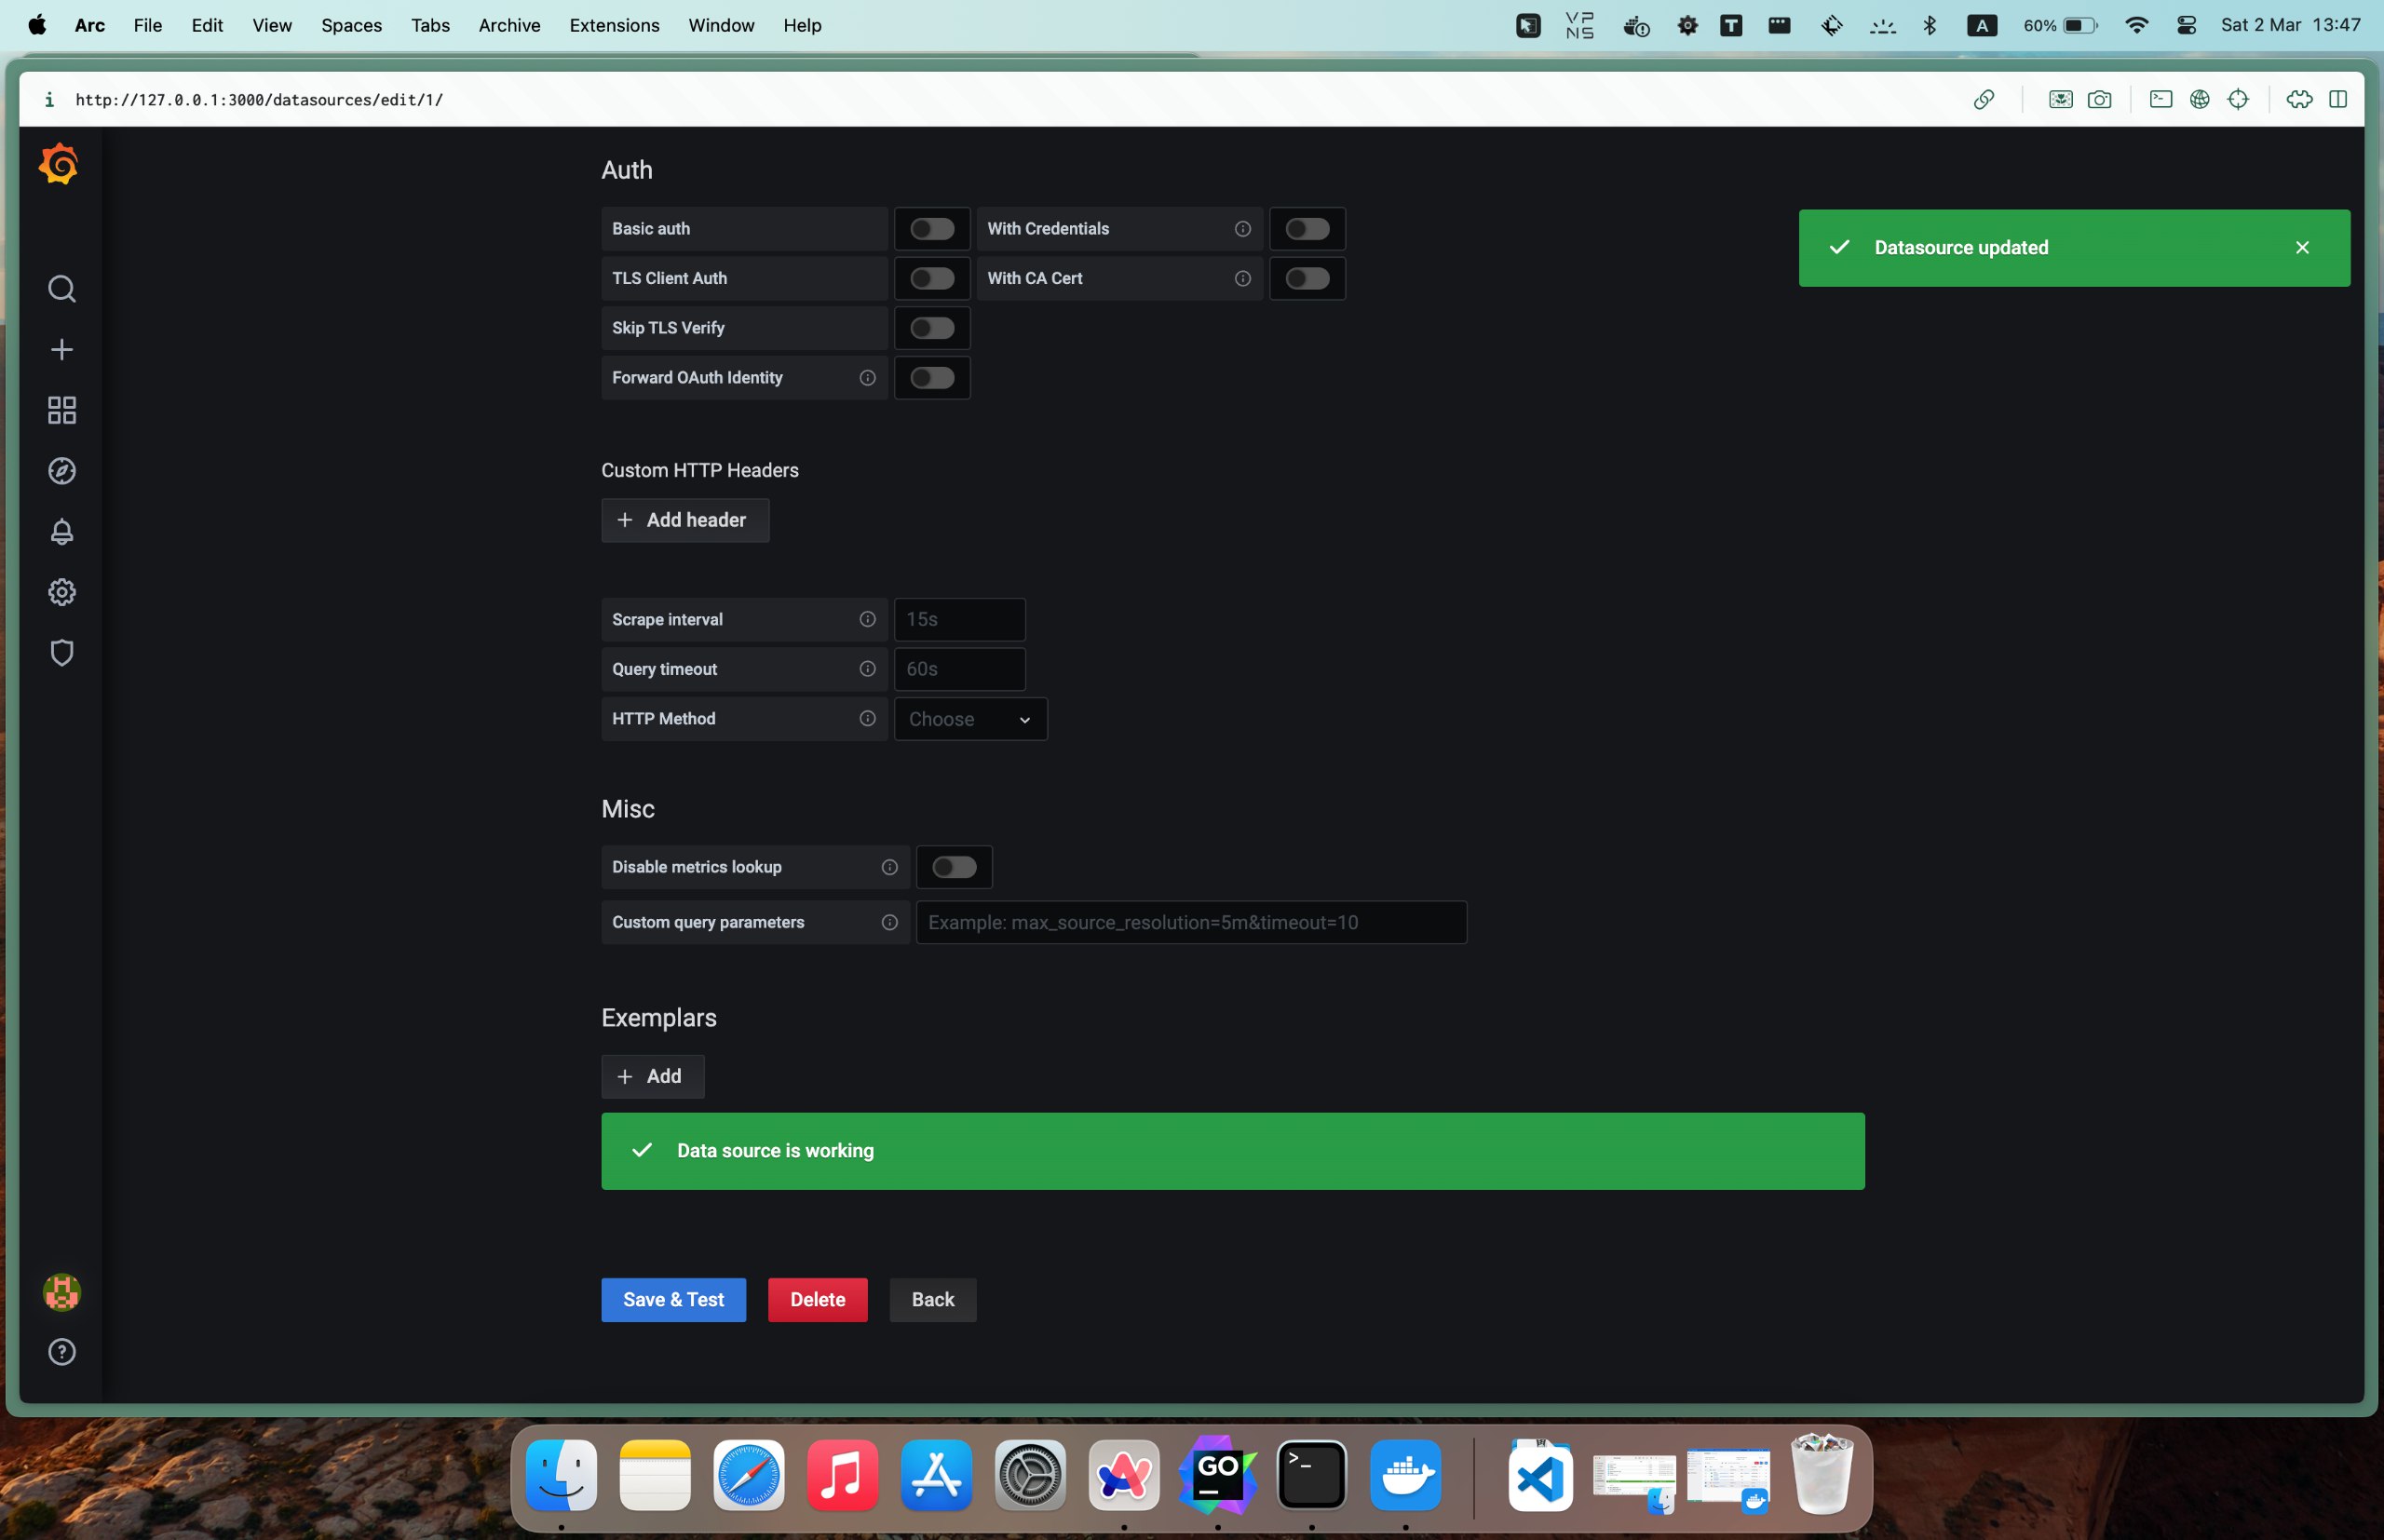 Arc File Edit View Spaces Tabs Archive Extensions Window Help VPNS T A 60% Sat 2 Mar 13:47
http://127.0.0.1:3000/datasources/edit/1/
Auth
Basic auth With Credentials
Datasource updated
TLS Client Auth With CA Cert
Skip TLS Verify
Forward OAuth Identity
Custom HTTP Headers
+ Add header
Scrape interval 15s
Query timeout 60s
HTTP Method Choose
Misc
Disable metrics lookup
Custom query parameters Example: max_source_resolution=5m&timeout=10
Exemplars
+ Add
Data source is working
Save & Test Delete Back
GO >_